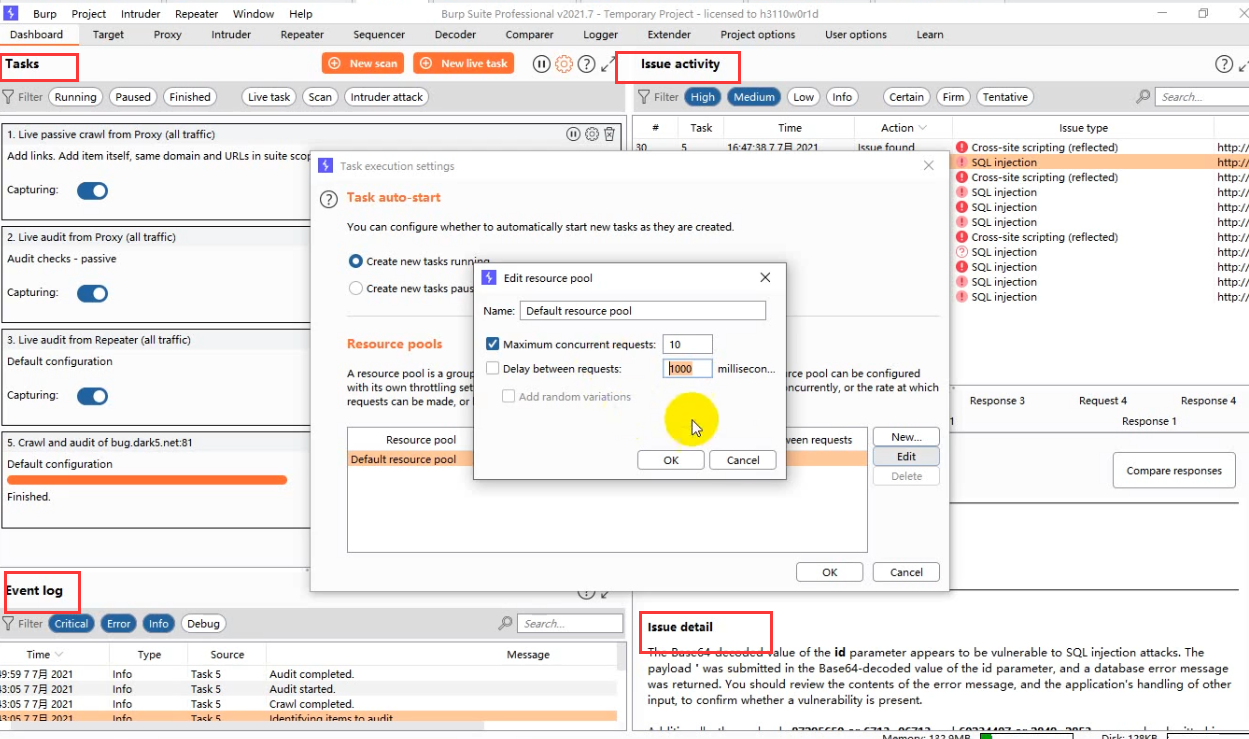 Burp Project Intruder Repeater Window Help
Burp Suite Professional v2021.7 - Temporary Project - licensed to h3110w0r1d
Dashboard Target Proxy Intruder Repeater Sequencer Decoder Comparer Logger Extender Project options User options Learn
Tasks
New scan
New live task
Filter Running Paused Finished Live task Scan Intruder attack
1. Live passive crawl from Proxy (all traffic)
Add links. Add item itself, same domain and URLs in suite scop
Capturing:
2. Live audit from Proxy (all traffic)
Audit checks - passive
Capturing:
3. Live audit from Repeater (all traffic)
Default configuration
Capturing:
5. Crawl and audit of bug.dark5.net:81
Default configuration
Finished.
Event log
Filter Critical Error Info Debug
Search...
Time Type Source Message
49:59 7 7月 2021 Info Task 5 Audit completed.
43:05 7 7月 2021 Info Task 5 Audit started.
43:05 7 7月 2021 Info Task 5 Crawl completed.
43:05 7 7月 2021 Info Task 5 Identifying items to audit
Issue activity
Filter High Medium Low Info Certain Firm Tentative
Search...
# Task Time Action Issue type
30 5 16:47:38 7 7月 2021 Issue found Cross-site scripting (reflected) http://
SQL injection http://
Cross-site scripting (reflected) http://
SQL injection http://
SQL injection http://
SQL injection http://
Cross-site scripting (reflected) http://
SQL injection http://
SQL injection http://
SQL injection http://
SQL injection http://
Task execution settings
Task auto-start
You can configure whether to automatically start new tasks as they are created.
Create new tasks running
Create new tasks paus
Resource pools
A resource pool is a group
rce pool can be configured
with its own throttling set
ncurrently, or the rate at which
requests can be made, or
Resource pool
ween requests
Default resource pool
New...
Edit
Delete
OK
Cancel
Edit resource pool
Name: Default resource pool
Maximum concurrent requests: 10
Delay between requests: 1000 millisecon...
Add random variations
OK
Cancel
Response 3 Request 4 Response 4
1 Response 1
Compare responses
Issue detail
The Base64-decoded value of the id parameter appears to be vulnerable to SQL injection attacks. The
payload ' was submitted in the Base64-decoded value of the id parameter, and a database error message
was returned. You should review the contents of the error message, and the application's handling of other
input, to confirm whether a vulnerability is present.
Memory: 132.9MB Disk: 128KB